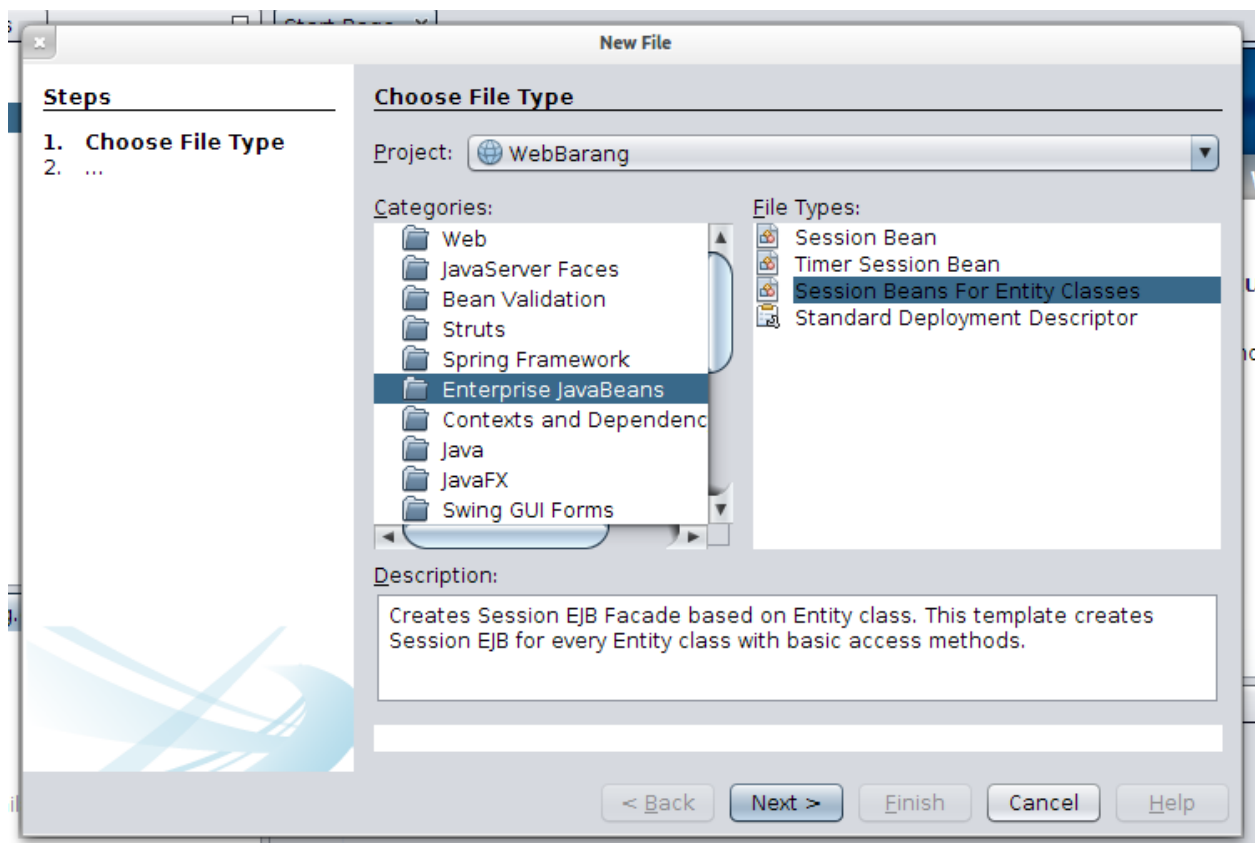 Start Page
New File
Steps
1. Choose File Type
2. ...
Choose File Type
Project: WebBarang
Categories:
Web
JavaServer Faces
Bean Validation
Struts
Spring Framework
Enterprise JavaBeans
Contexts and Dependenc
Java
JavaFX
Swing GUI Forms
File Types:
Session Bean
Timer Session Bean
Session Beans For Entity Classes
Standard Deployment Descriptor
Description:
Creates Session EJB Facade based on Entity class. This template creates
Session EJB for every Entity class with basic access methods.
< Back Next > Finish Cancel Help